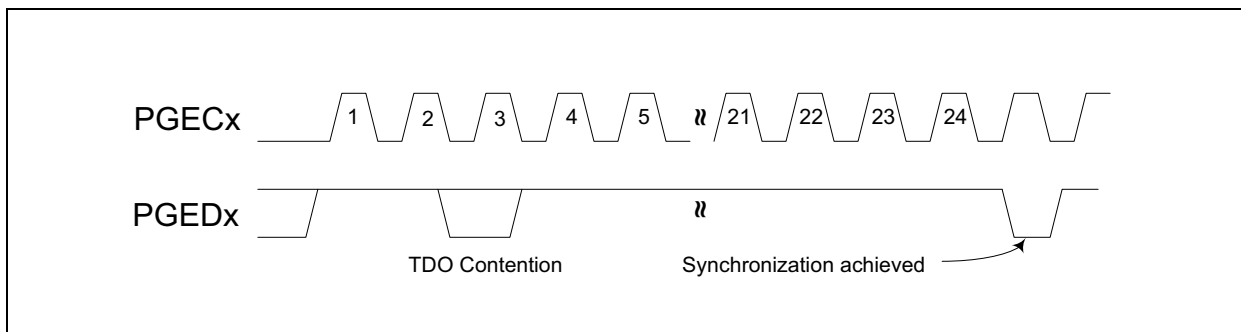 PGECx
1 2 3 4 5 ≈ 21 22 23 24
PGEDx
≈
TDO Contention
Synchronization achieved